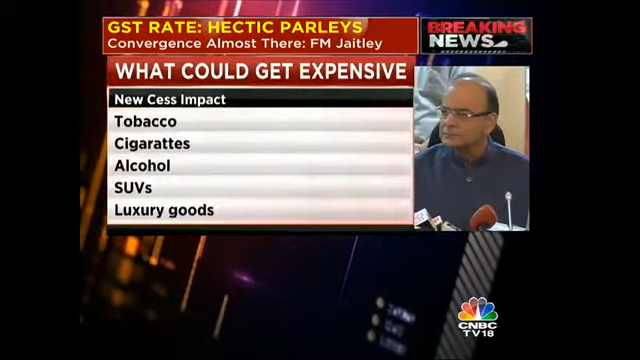 GST RATE: HECTIC PARLEYS
Convergence Almost There: FM Jaitley
BREAKING
NEWS
WHAT COULD GET EXPENSIVE
New Cess Impact
Tobacco
Cigarattes
Alcohol
SUVs
Luxury goods
CNBC
TV18